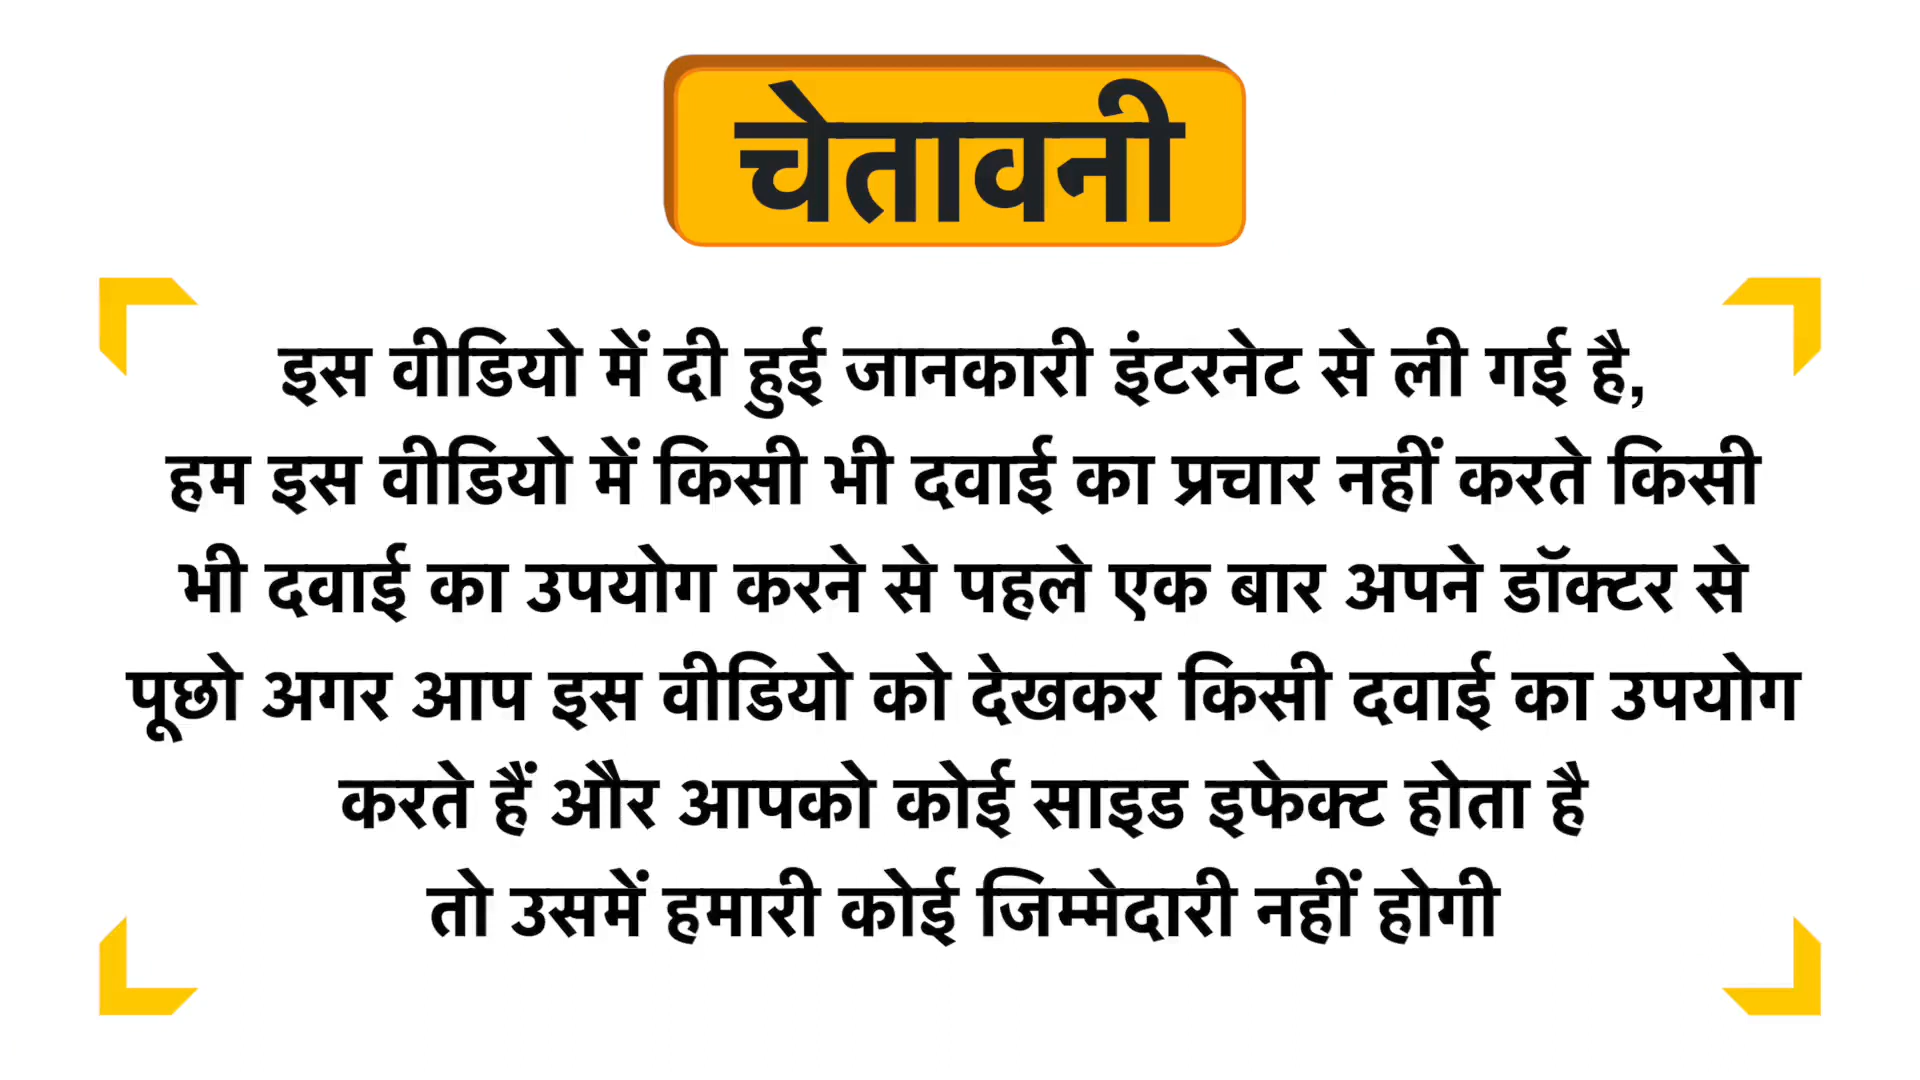 चेतावनी
इस वीडियो में दी हुई जानकारी इंटरनेट से ली गई है,
हम इस वीडियो में किसी भी दवाई का प्रचार नहीं करते किसी
भी दवाई का उपयोग करने से पहले एक बार अपने डॉक्टर से
पूछो अगर आप इस वीडियो को देखकर किसी दवाई का उपयोग
करते हैं और आपको कोई साइड इफेक्ट होता है
तो उसमें हमारी कोई जिम्मेदारी नहीं होगी